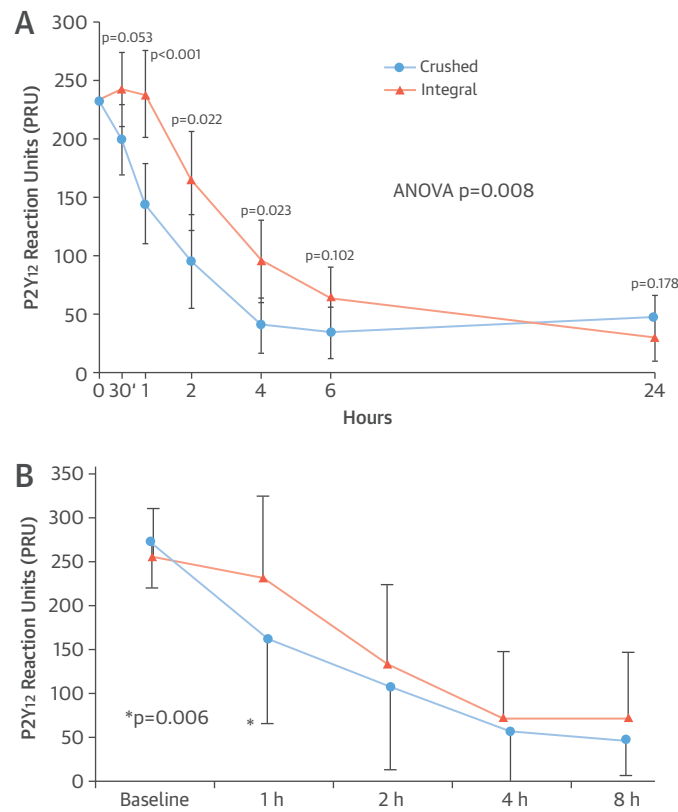 A
P2Y12 Reaction Units (PRU)
300
250
200
150
100
50
0
p=0.053
p<0.001
p=0.022
p=0.023
p=0.102
p=0.178
Crushed
Integral
ANOVA p=0.008
0 30' 1 2 4 6 24
Hours
B
P2Y12 Reaction Units (PRU)
350
300
250
200
150
100
50
0
*p=0.006
*
Baseline 1 h 2 h 4 h 8 h